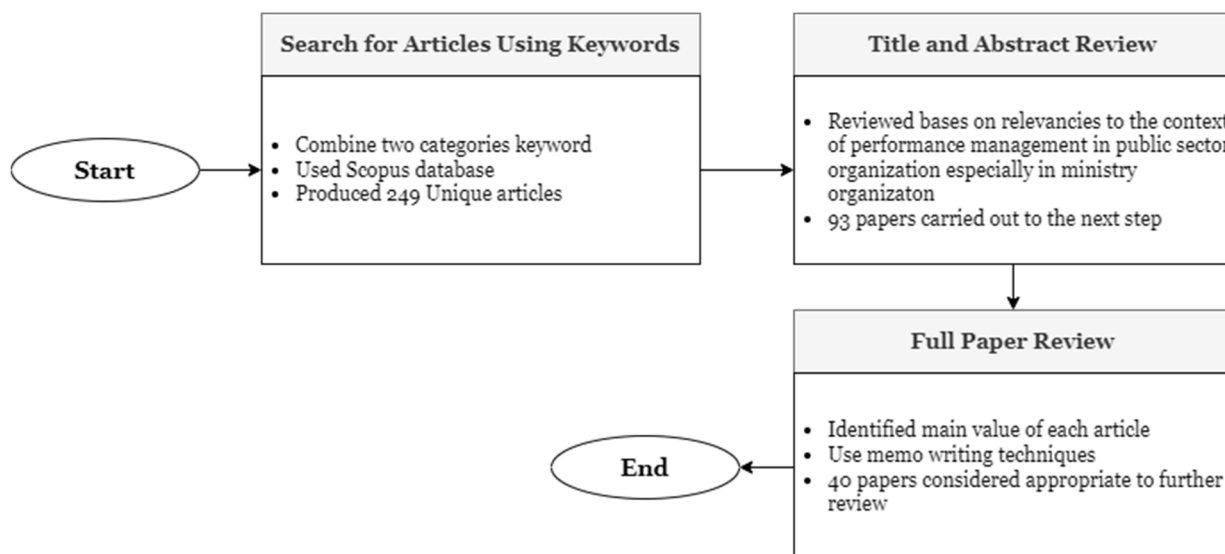 Start
Search for Articles Using Keywords
• Combine two categories keyword
• Used Scopus database
• Produced 249 Unique articles
Title and Abstract Review
• Reviewed bases on relevancies to the context
of performance management in public sector
organization especially in ministry
organizaton
• 93 papers carried out to the next step
Full Paper Review
• Identified main value of each article
• Use memo writing techniques
• 40 papers considered appropriate to further
review
End